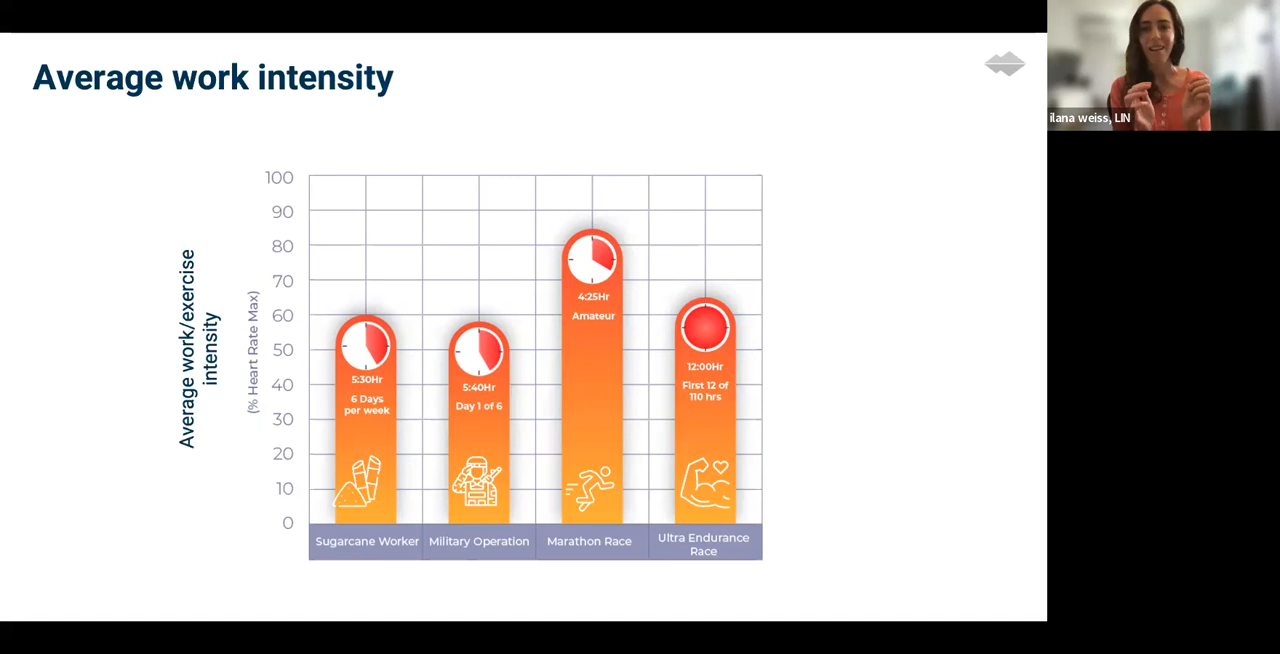 Average work intensity
ilana weiss, LIN
Average work/exercise
intensity
(% Heart Rate Max)
100
90
80
70
60
50
40
30
20
10
0
5:30Hr
6 Days
per week
5:40Hr
Day 1 of 6
4:25Hr
Amateur
12:00Hr
First 12 of
110 hrs
Sugarcane Worker
Military Operation
Marathon Race
Ultra Endurance
Race